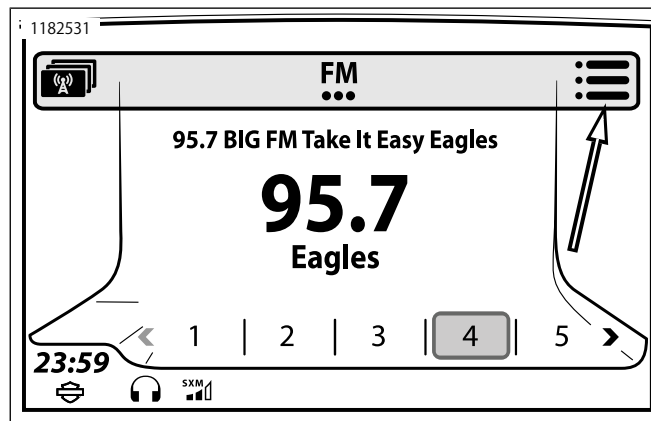 1182531
FM
95.7 BIG FM Take It Easy Eagles
95.7
Eagles
1 | 2 | 3 | 4 | 5
23:59
SXM